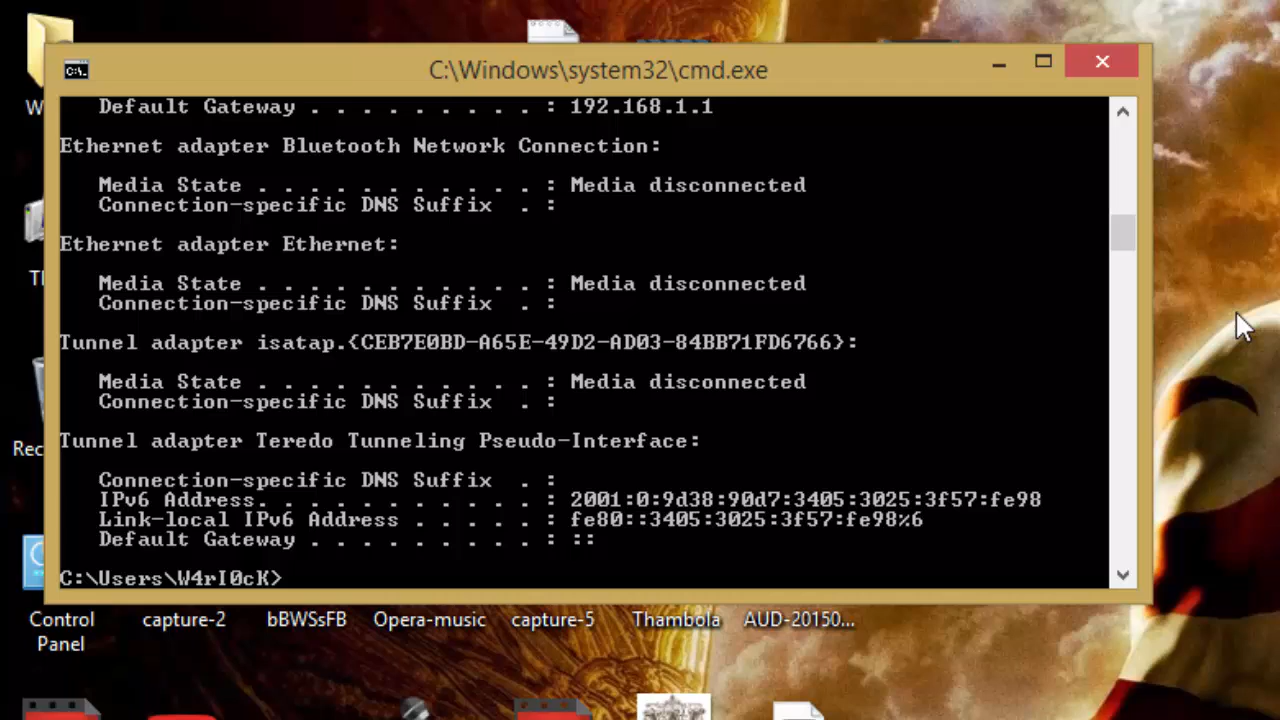 C:\Windows\system32\cmd.exe
Default Gateway . . . . . . . . . : 192.168.1.1
Ethernet adapter Bluetooth Network Connection:
Media State . . . . . . . . . . . : Media disconnected
Connection-specific DNS Suffix  . :
Ethernet adapter Ethernet:
Media State . . . . . . . . . . . : Media disconnected
Connection-specific DNS Suffix  . :
Tunnel adapter isatap.{CEB7E0BD-A65E-49D2-AD03-84BB71FD6766}:
Media State . . . . . . . . . . . : Media disconnected
Connection-specific DNS Suffix  . :
Tunnel adapter Teredo Tunneling Pseudo-Interface:
Connection-specific DNS Suffix  . :
IPv6 Address. . . . . . . . . . . : 2001:0:9d38:90d7:3405:3025:3f57:fe98
Link-local IPv6 Address . . . . . : fe80::3405:3025:3f57:fe98%6
Default Gateway . . . . . . . . . : ::
C:\Users\W4rI0cK>
Control Panel
capture-2
bBWSsFB
Opera-music
capture-5
Thambola
AUD-20150...